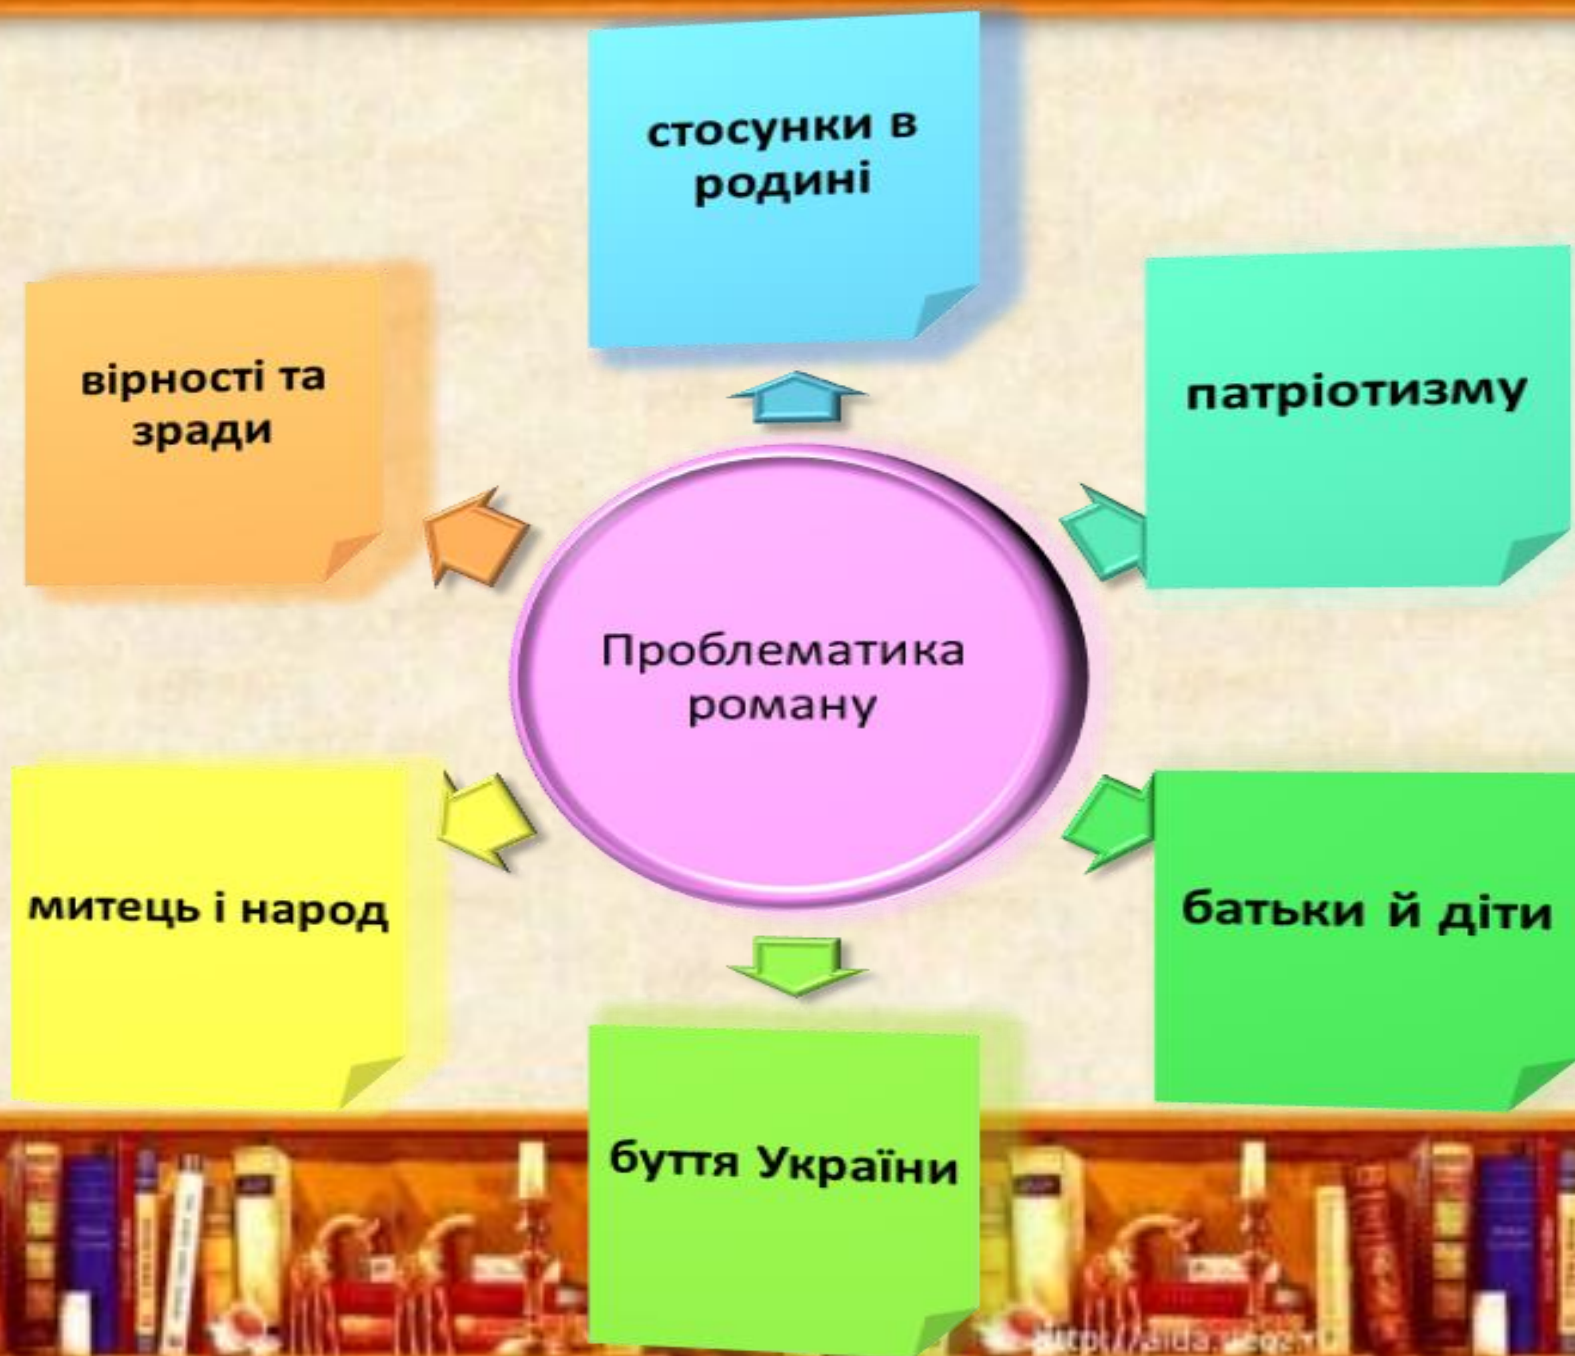 стосунки в
родині
вірності та
зради
патріотизму
Проблематика
роману
митець і народ
батьки й діти
буття України